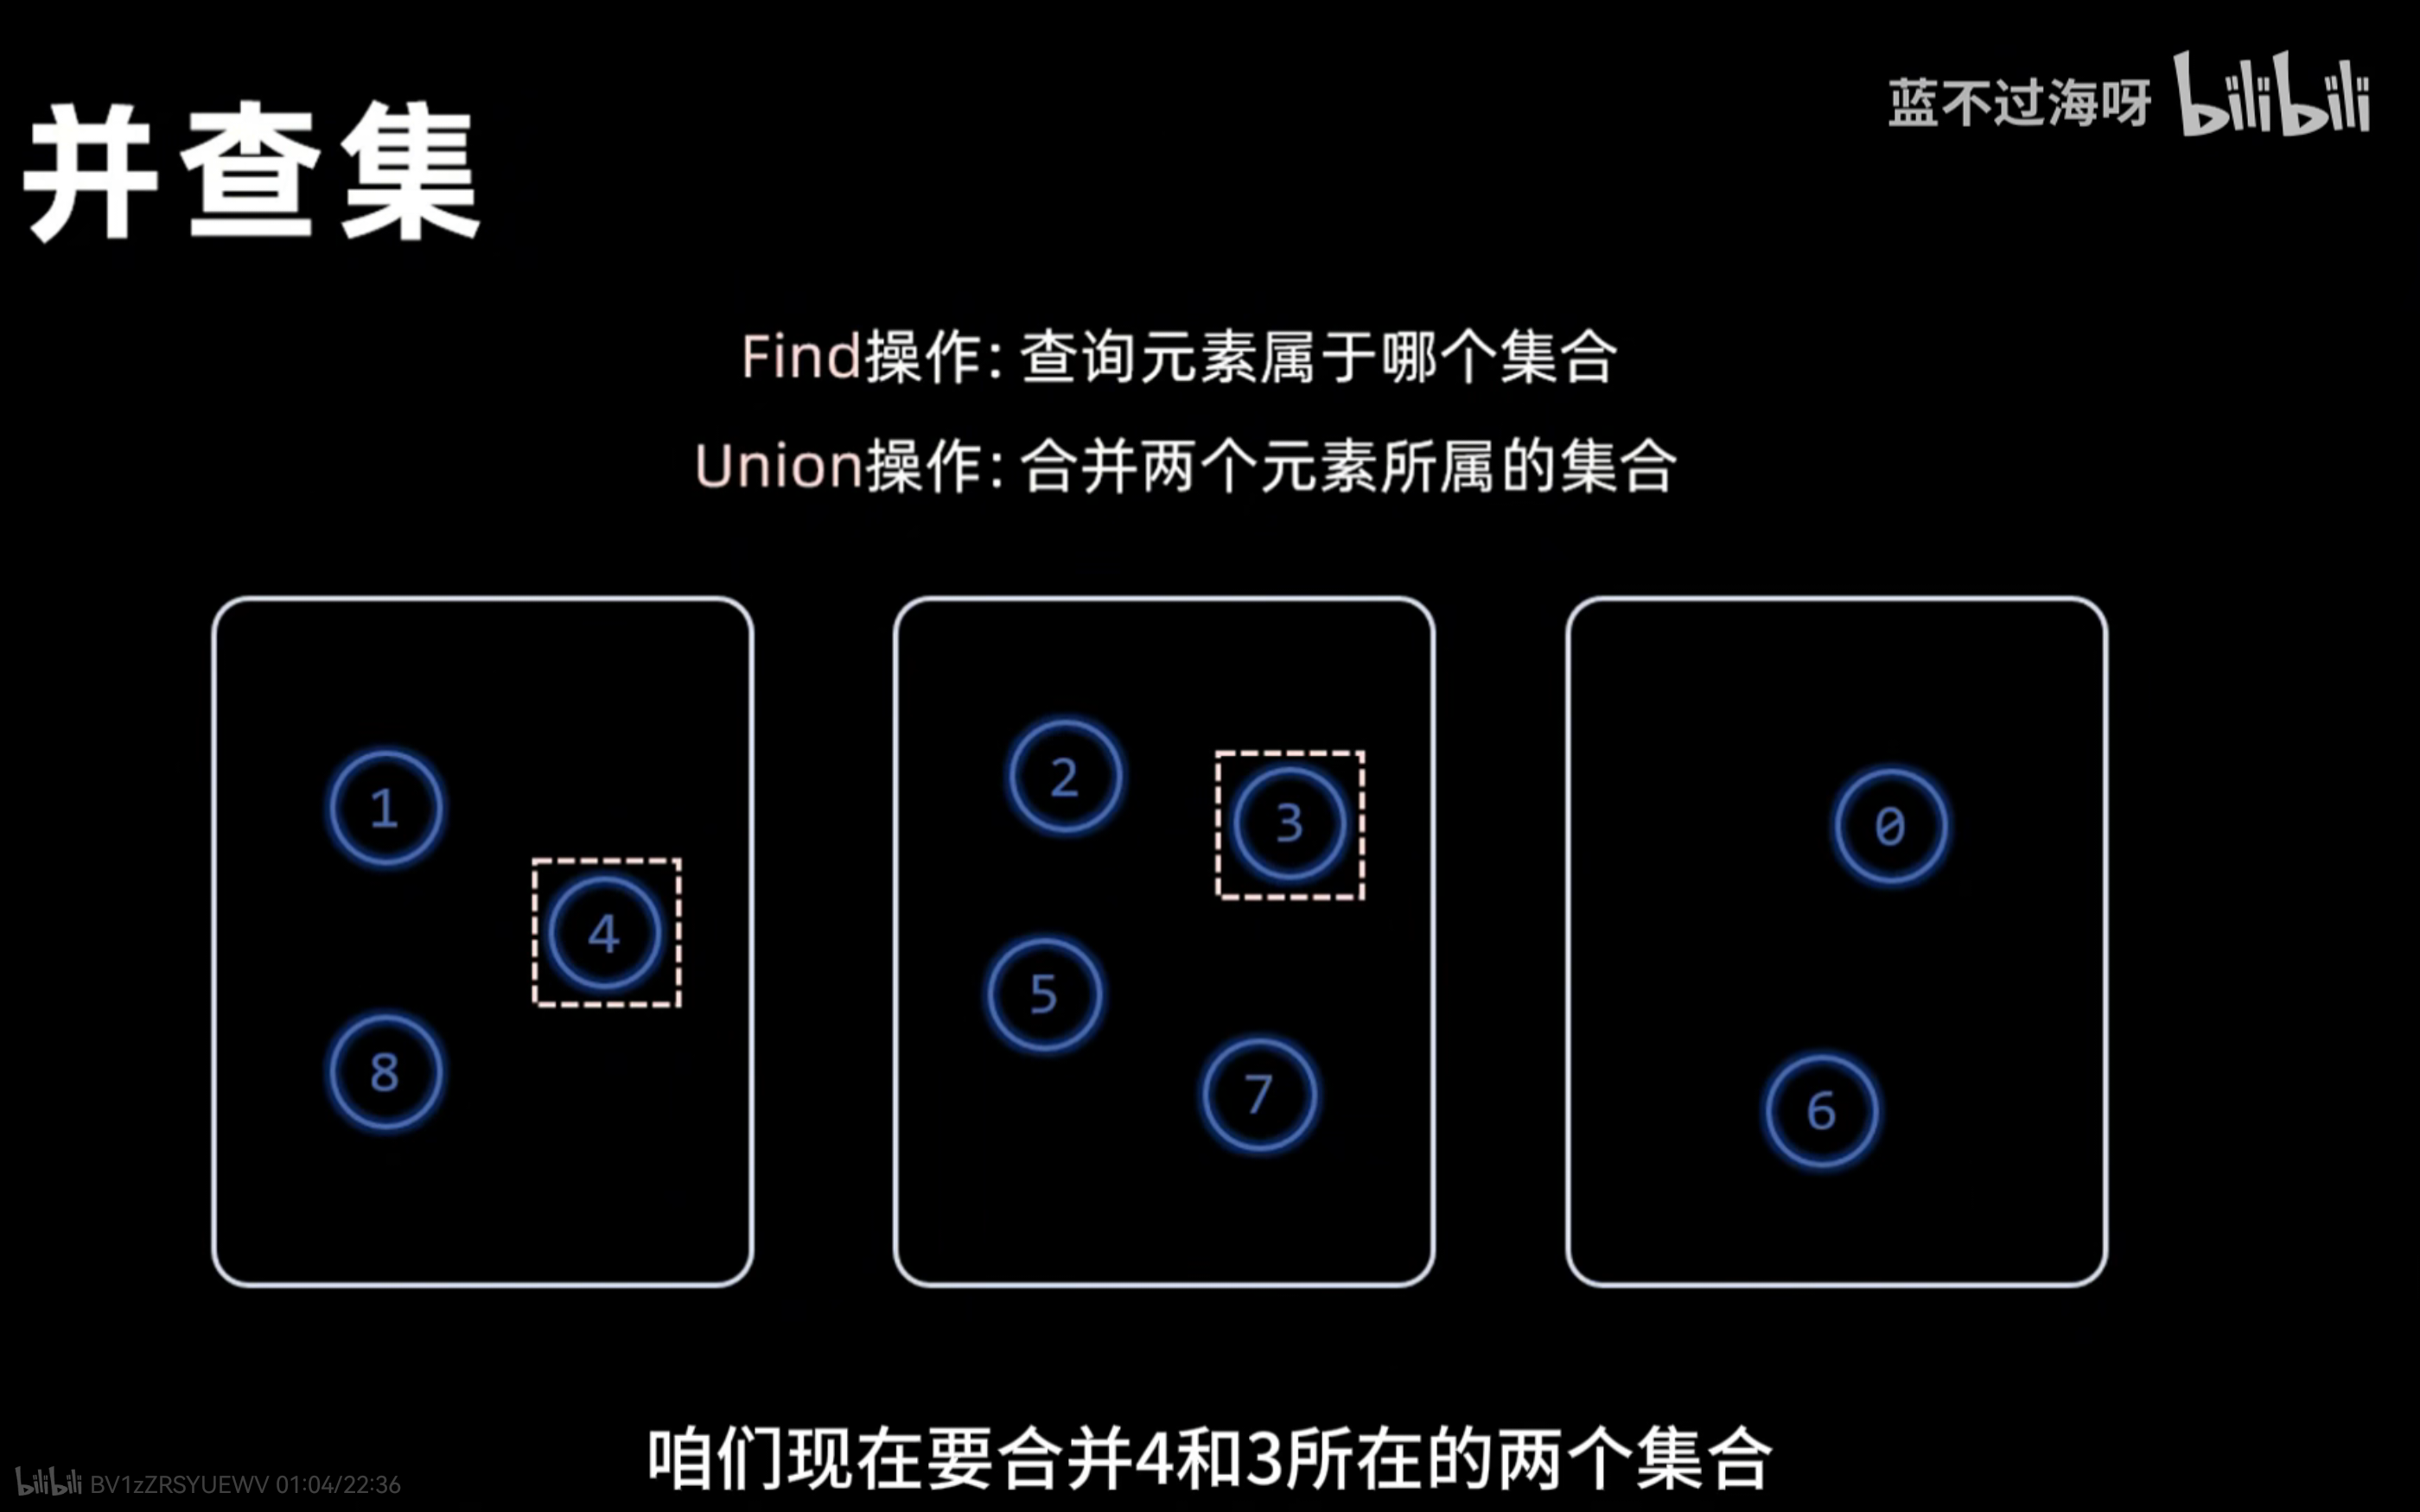 蓝不过海呀 bilibili
并查集
Find操作：查询元素属于哪个集合
Union操作：合并两个元素所属的集合
1
4
8
2
3
5
7
0
6
咱们现在要合并4和3所在的两个集合
bilibili BV1zZRSYUEWV 01:04/22:36